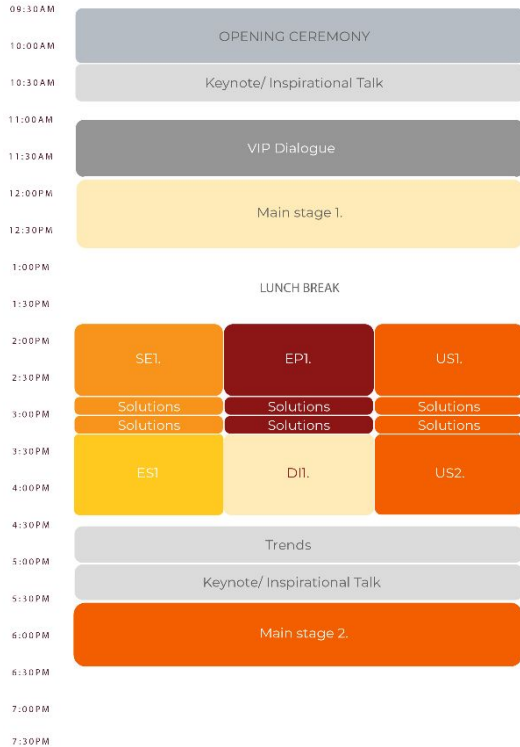 09:30AM
OPENING CEREMONY
10:00AM
10:30AM
Keynote/ Inspirational Talk
11:00AM
11:30AM
VIP Dialogue
12:00PM
Main stage 1.
12:30PM
1:00PM
LUNCH BREAK
1:30PM
2:00PM
SE1. EP1. US1.
2:30PM
Solutions Solutions Solutions
3:00PM
Solutions Solutions Solutions
3:30PM
ES1 DI1. US2.
4:00PM
4:30PM
Trends
5:00PM
Keynote/ Inspirational Talk
5:30PM
6:00PM
Main stage 2.
6:30PM
7:00PM
7:30PM